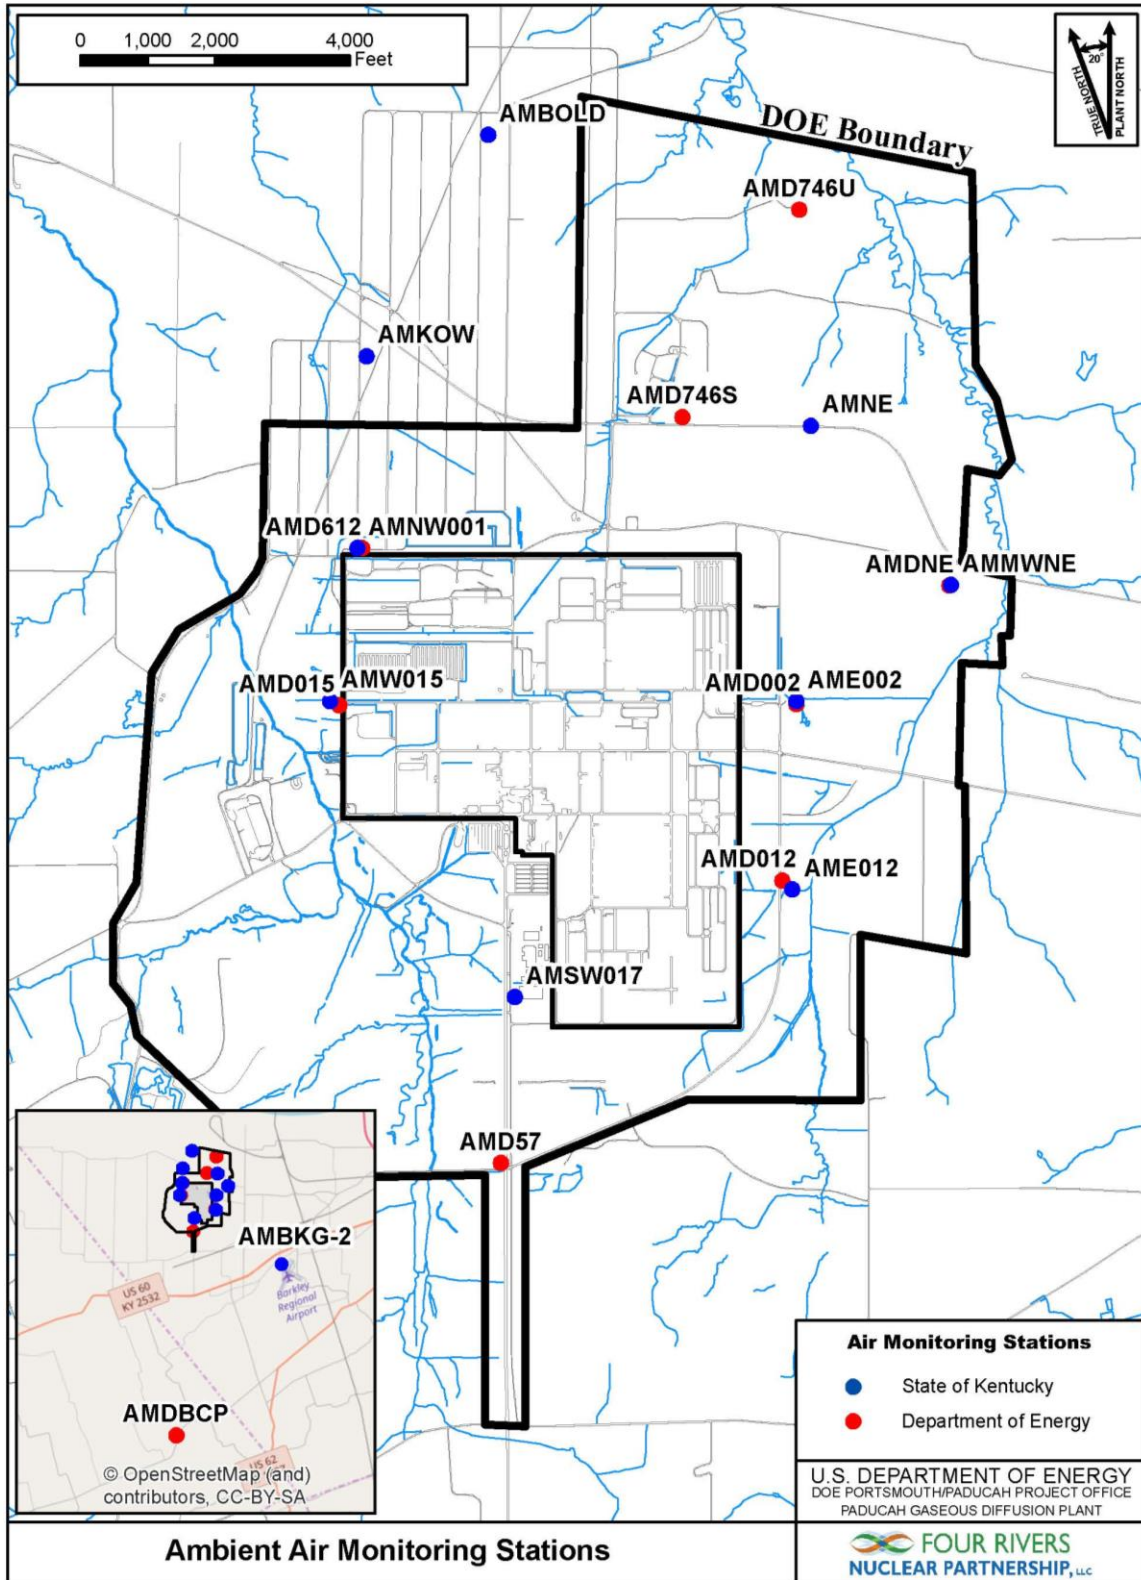 0 1,000 2,000 4,000
Feet
20°
TRUE NORTH
PLANT NORTH
AMBOLD
DOE Boundary
AMD746U
AMKOW
AMD746S
AMNE
AMD612 AMNW001
AMDNE AMMWNE
AMD015 AMW015
AMD002 AME002
AMD012
AME012
AMSW017
AMD57
AMBKG-2
US 60
KY 2532
Barkley
Regional
Airport
AMDBCP
US 62
© OpenStreetMap (and)
contributors, CC-BY-SA
Air Monitoring Stations
State of Kentucky
Department of Energy
U.S. DEPARTMENT OF ENERGY
DOE PORTSMOUTH/PADUCAH PROJECT OFFICE
PADUCAH GASEOUS DIFFUSION PLANT
Ambient Air Monitoring Stations
FOUR RIVERS
NUCLEAR PARTNERSHIP, LLC